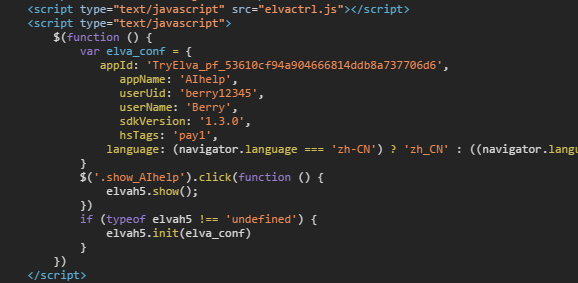 <script type="text/javascript" src="elvactrl.js"></script>
<script type="text/javascript">
$(function () {
var elva_conf = {
appId: 'TryElva_pf_53610cf94a904666814ddb8a737706d6',
appName: 'AIhelp',
userUid: 'berry12345',
userName: 'Berry',
sdkVersion: '1.3.0',
hsTags: 'pay1',
language: (navigator.language === 'zh-CN') ? 'zh_CN' : ((navigator.langu
}
$('.show_AIhelp').click(function () {
elvah5.show();
})
if (typeof elvah5 !== 'undefined') {
elvah5.init(elva_conf)
}
})
</script>